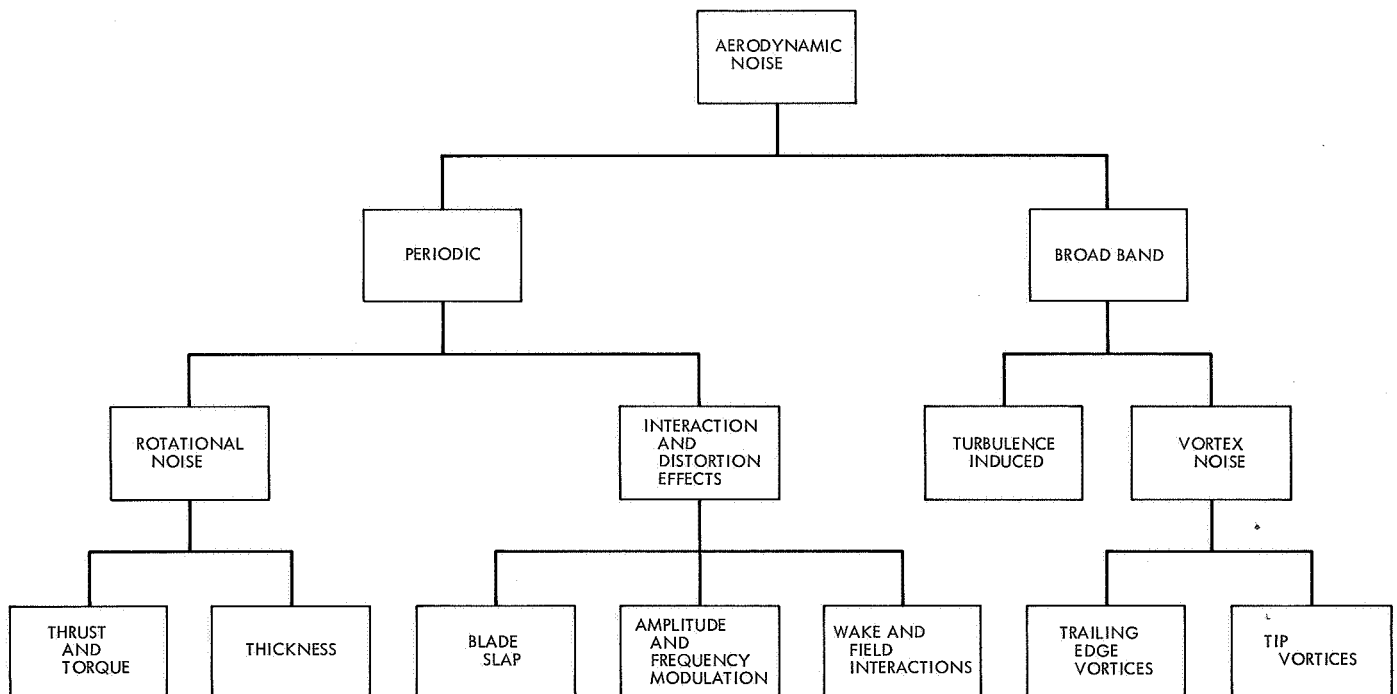 AERODYNAMIC
NOISE
PERIODIC
BROAD BAND
ROTATIONAL
NOISE
INTERACTION
AND
DISTORTION
EFFECTS
TURBULENCE
INDUCED
VORTEX
NOISE
THRUST
AND
TORQUE
THICKNESS
BLADE
SLAP
AMPLITUDE
AND
FREQUENCY
MODULATION
WAKE AND
FIELD
INTERACTIONS
TRAILING
EDGE
VORTICES
TIP
VORTICES